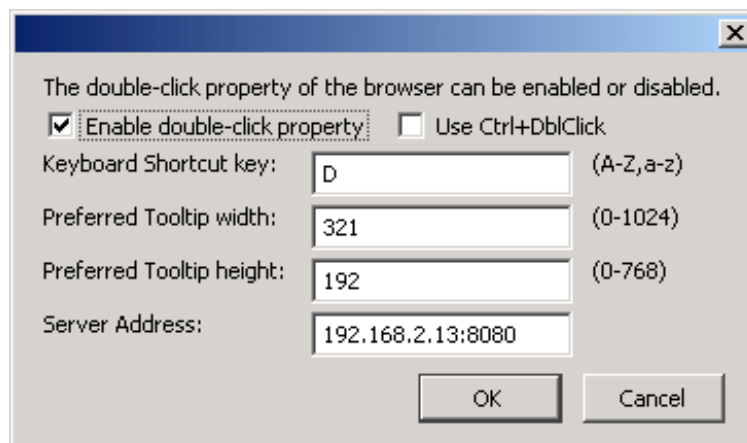 The double-click property of the browser can be enabled or disabled.
Enable double-click property Use Ctrl+DblClick
Keyboard Shortcut key: D (A-Z,a-z)
Preferred Tooltip width: 321 (0-1024)
Preferred Tooltip height: 192 (0-768)
Server Address: 192.168.2.13:8080
OK Cancel